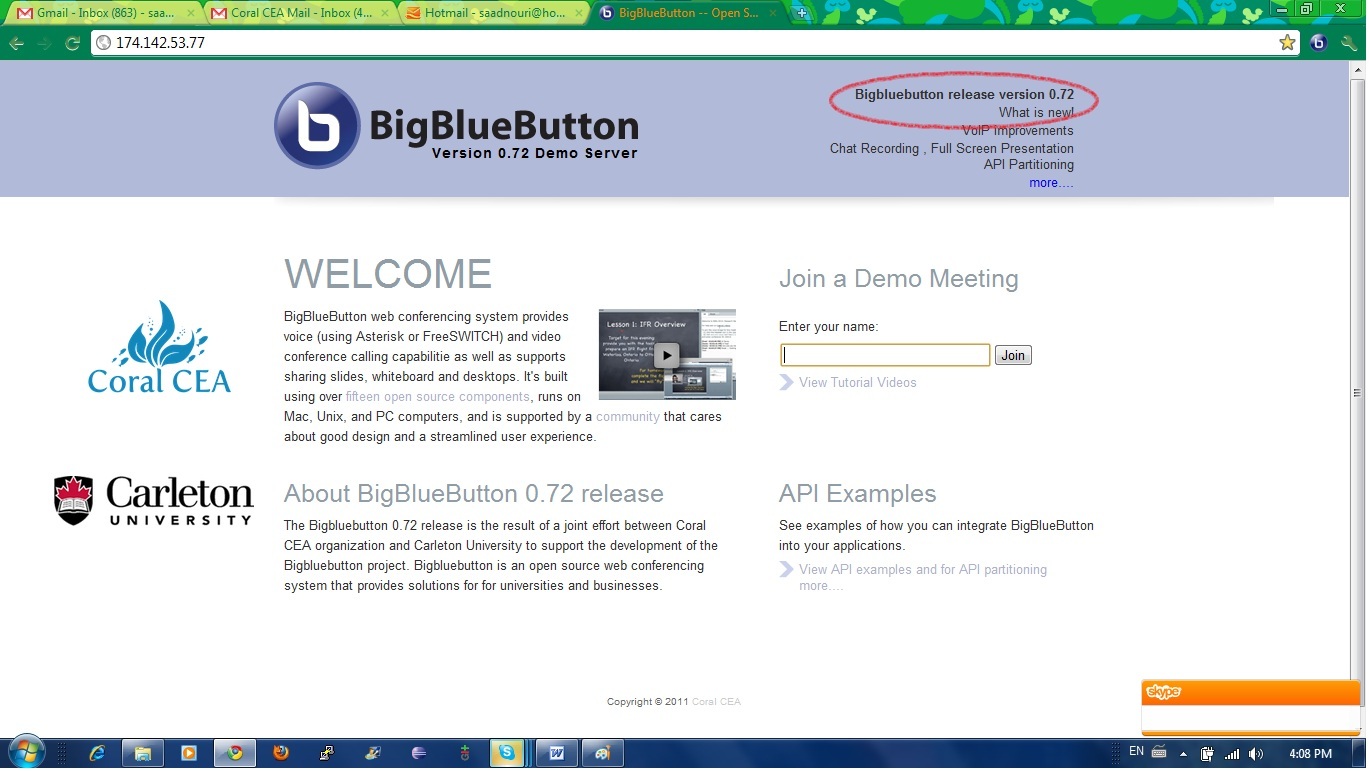 Gmail - Inbox (863) - saa...
Coral CEA Mail - Inbox (4...
Hotmail - saadnouri@ho...
BigBlueButton -- Open S...
174.142.53.77
BigBlueButton
Version 0.72 Demo Server
Bigbluebutton release version 0.72
What is new!
VoIP Improvements
Chat Recording , Full Screen Presentation
API Partitioning
more....
WELCOME
BigBlueButton web conferencing system provides
voice (using Asterisk or FreeSWITCH) and video
conference calling capabilitie as well as supports
sharing slides, whiteboard and desktops. It's built
using over fifteen open source components, runs on
Mac, Unix, and PC computers, and is supported by a community that cares
about good design and a streamlined user experience.
Lesson 1: IFR Overview
Join a Demo Meeting
Enter your name:
Join
View Tutorial Videos
Coral CEA
Carleton
UNIVERSITY
About BigBlueButton 0.72 release
The Bigbluebutton 0.72 release is the result of a joint effort between Coral
CEA organization and Carleton University to support the development of the
Bigbluebutton project. Bigbluebutton is an open source web conferencing
system that provides solutions for for universities and businesses.
API Examples
See examples of how you can integrate BigBlueButton
into your applications.
View API examples and for API partitioning
more....
Copyright © 2011 Coral CEA
skype
EN
4:08 PM